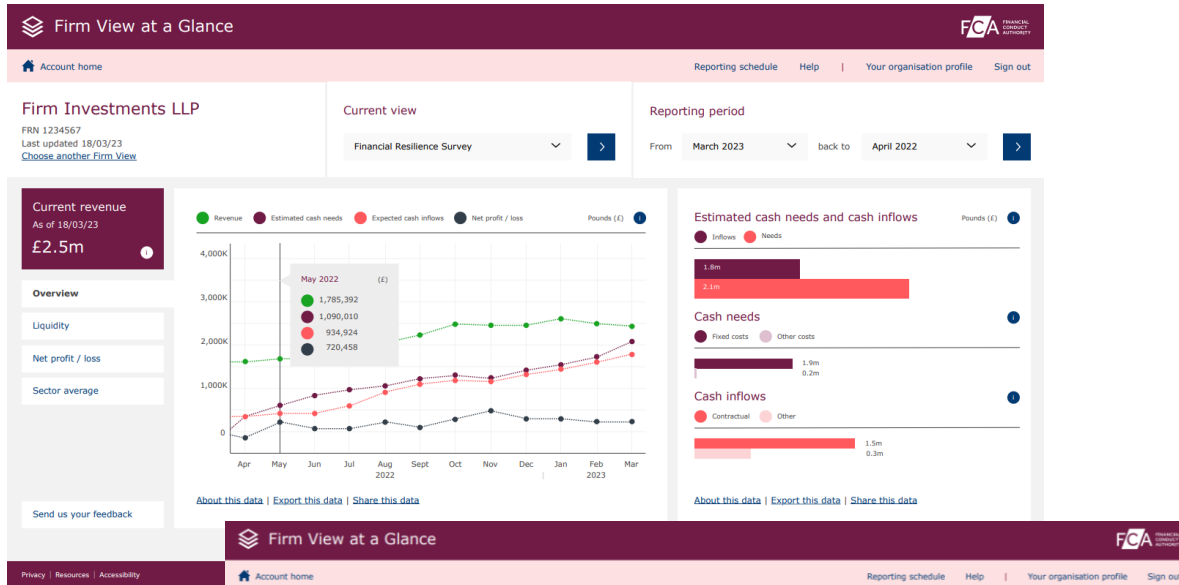 Firm View at a Glance
FCA FINANCIAL CONDUCT AUTHORITY
Account home
Reporting schedule Help | Your organisation profile Sign out
Firm Investments LLP
FRN 1234567
Last updated 18/03/23
Choose another Firm View
Current view
Financial Resilience Survey
Reporting period
From March 2023 back to April 2022
Current revenue
As of 18/03/23
£2.5m
i
Overview
Liquidity
Net profit / loss
Sector average
Send us your feedback
Revenue Estimated cash needs Expected cash inflows Net profit / loss Pounds (£) i
4,000K
3,000K
2,000K
1,000K
0
May 2022 (£)
1,785,392
1,090,010
934,924
720,458
Apr May Jun Jul Aug Sept Oct Nov Dec Jan Feb Mar
2022 | 2023
About this data | Export this data | Share this data
Estimated cash needs and cash inflows Pounds (£) i
Inflows Needs
1.8m
2.1m
Cash needs i
Fixed costs Other costs
1.9m
0.2m
Cash inflows i
Contractual Other
1.5m
0.3m
About this data | Export this data | Share this data
Privacy | Resources | Accessibility
Firm View at a Glance
FCA FINANCIAL CONDUCT AUTHORITY
Account home
Reporting schedule Help | Your organisation profile Sign out